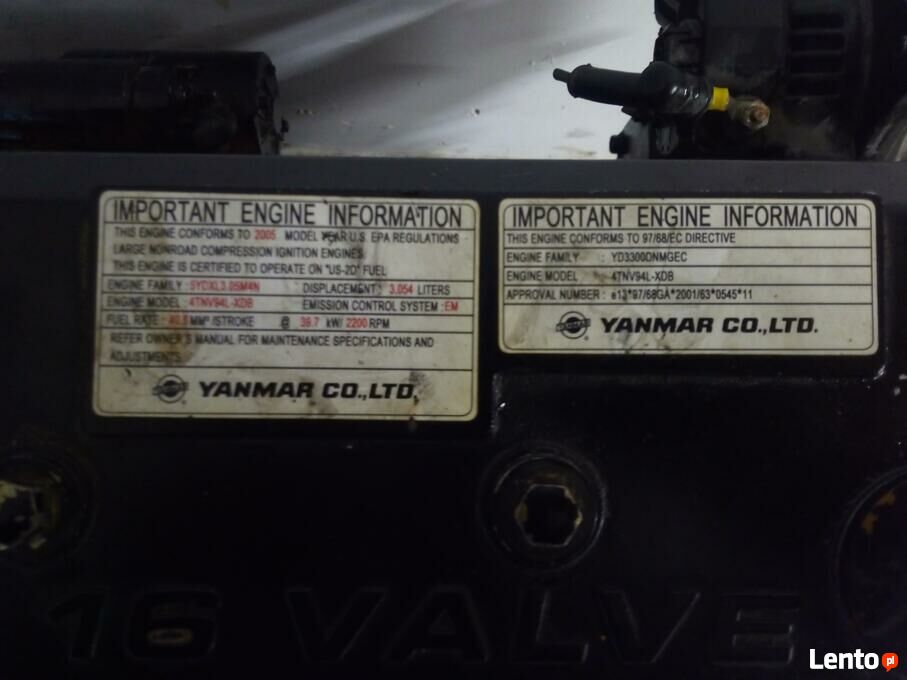 IMPORTANT ENGINE INFORMATION
THIS ENGINE CONFORMS TO 2005 MODEL YEAR U.S. EPA REGULATIONS
LARGE NONROAD COMPRESSION IGNITION ENGINES.
THIS ENGINE IS CERTIFIED TO OPERATE ON "US-2D" FUEL
ENGINE FAMILY : 5YDXL3.05M4N DISPLACEMENT : 3.054 LITERS
ENGINE MODEL : 4TNV94L-XDB EMISSION CONTROL SYSTEM : EM
FUEL RATE : MM³ /STROKE @ 39.7 kW/ 2200 RPM
REFER OWNER'S MANUAL FOR MAINTENANCE SPECIFICATIONS AND
ADJUSTMENTS
YANMAR YANMAR CO.,LTD.
IMPORTANT ENGINE INFORMATION
THIS ENGINE CONFORMS TO 97/68/EC DIRECTIVE
ENGINE FAMILY : YD3300DNMGEC
ENGINE MODEL : 4TNV94L-XDB
APPROVAL NUMBER : e13*97/68GA*2001/63*0545*11
YANMAR YANMAR CO.,LTD.
16 VALVE
Lento pl